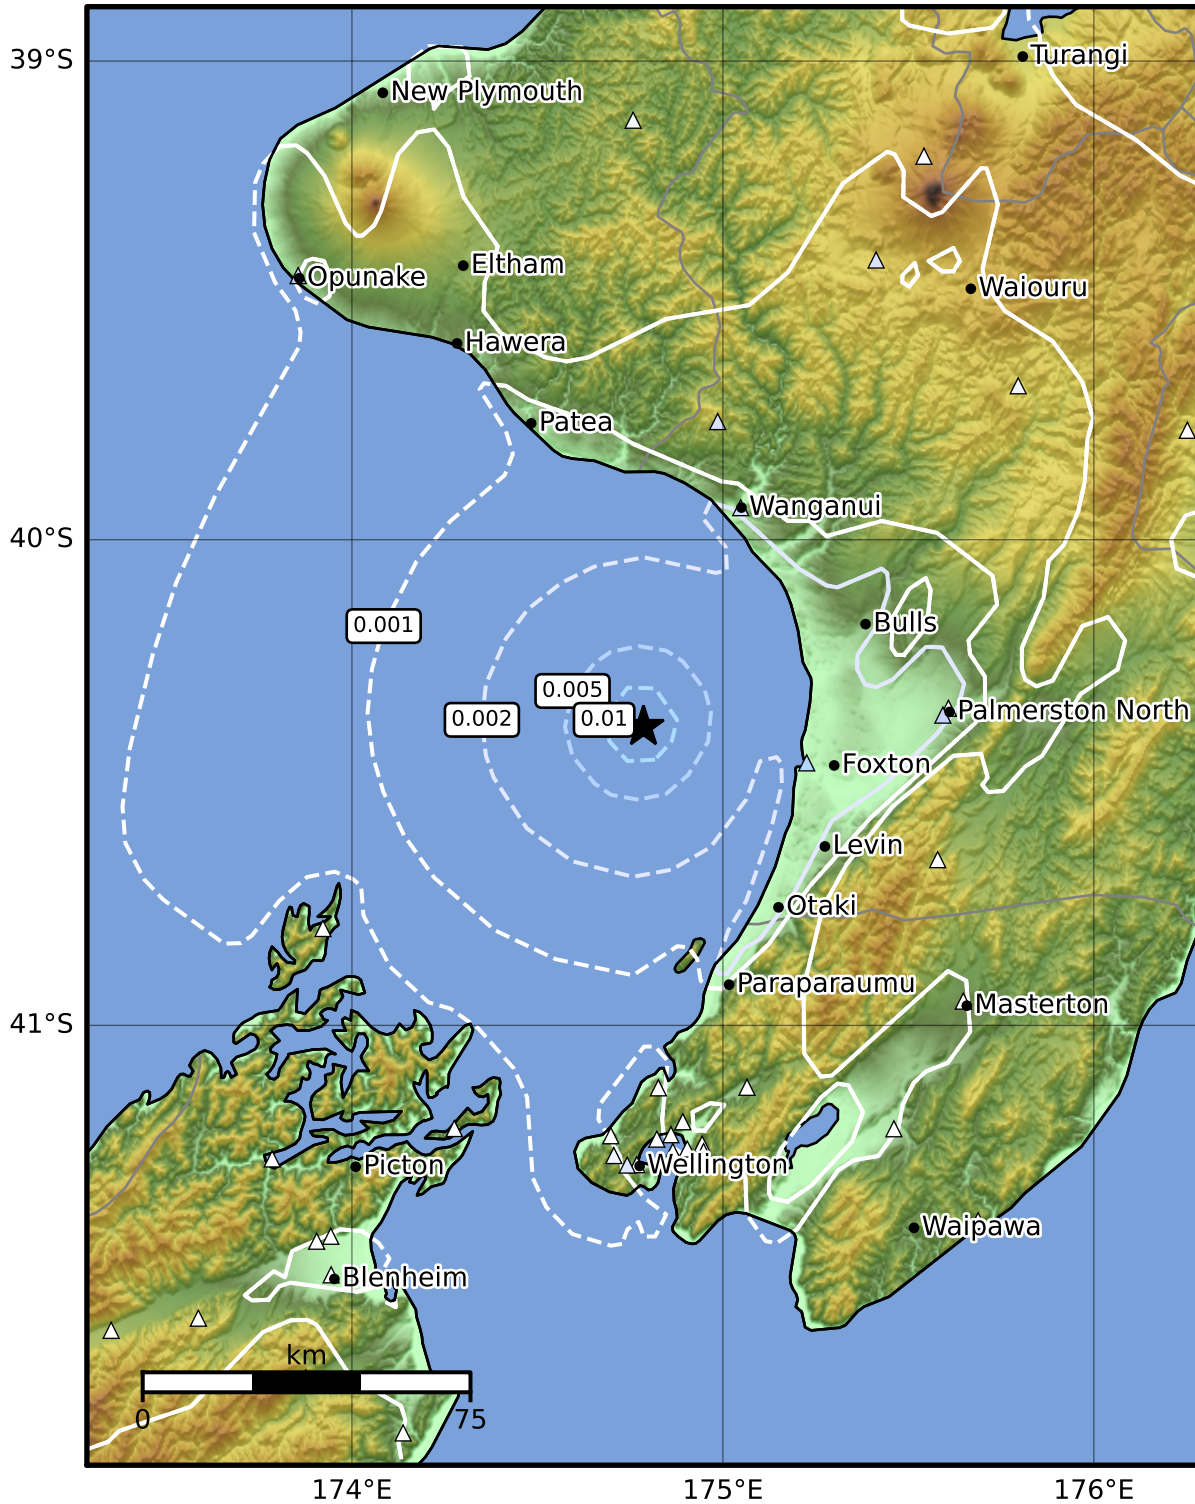 39°S
Turangi
New Plymouth
Eltham
Opunake
Waiouru
Hawera
Patea
Wanganui
40°S
0.001
Bulls
0.005
0.002
0.01
Palmerston North
Foxton
Levin
Otaki
Paraparaumu
Masterton
41°S
Picton
Wellington
Waipawa
Blenheim
km
0
75
174°E
175°E
176°E